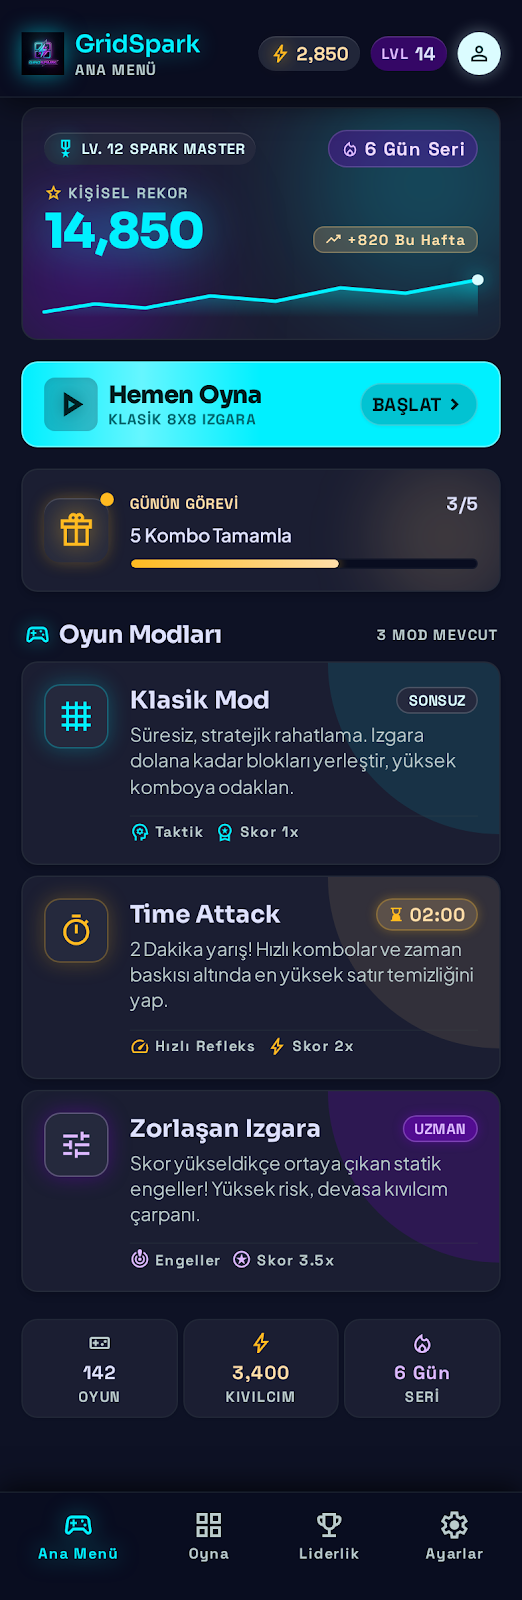 GridSpark
ANA MENÜ
2,850
LVL 14
LV. 12 SPARK MASTER
6 Gün Seri
KİŞİSEL REKOR
14,850
+820 Bu Hafta
Hemen Oyna
KLASİK 8X8 IZGARA
BAŞLAT
GÜNÜN GÖREVİ
3/5
5 Kombo Tamamla
Oyun Modları
3 MOD MEVCUT
Klasik Mod
SONSUZ
Süresiz, stratejik rahatlama. Izgara
dolana kadar blokları yerleştir, yüksek
komboya odaklan.
Taktik
Skor 1x
Time Attack
02:00
2 Dakika yarış! Hızlı kombolar ve zaman
baskısı altında en yüksek satır temizliğini
yap.
Hızlı Refleks
Skor 2x
Zorlaşan Izgara
UZMAN
Skor yükseldikçe ortaya çıkan statik
engeller! Yüksek risk, devasa kıvılcım
çarpanı.
Engeller
Skor 3.5x
142
OYUN
3,400
KIVILCIM
6 Gün
SERİ
Ana Menü
Oyna
Liderlik
Ayarlar